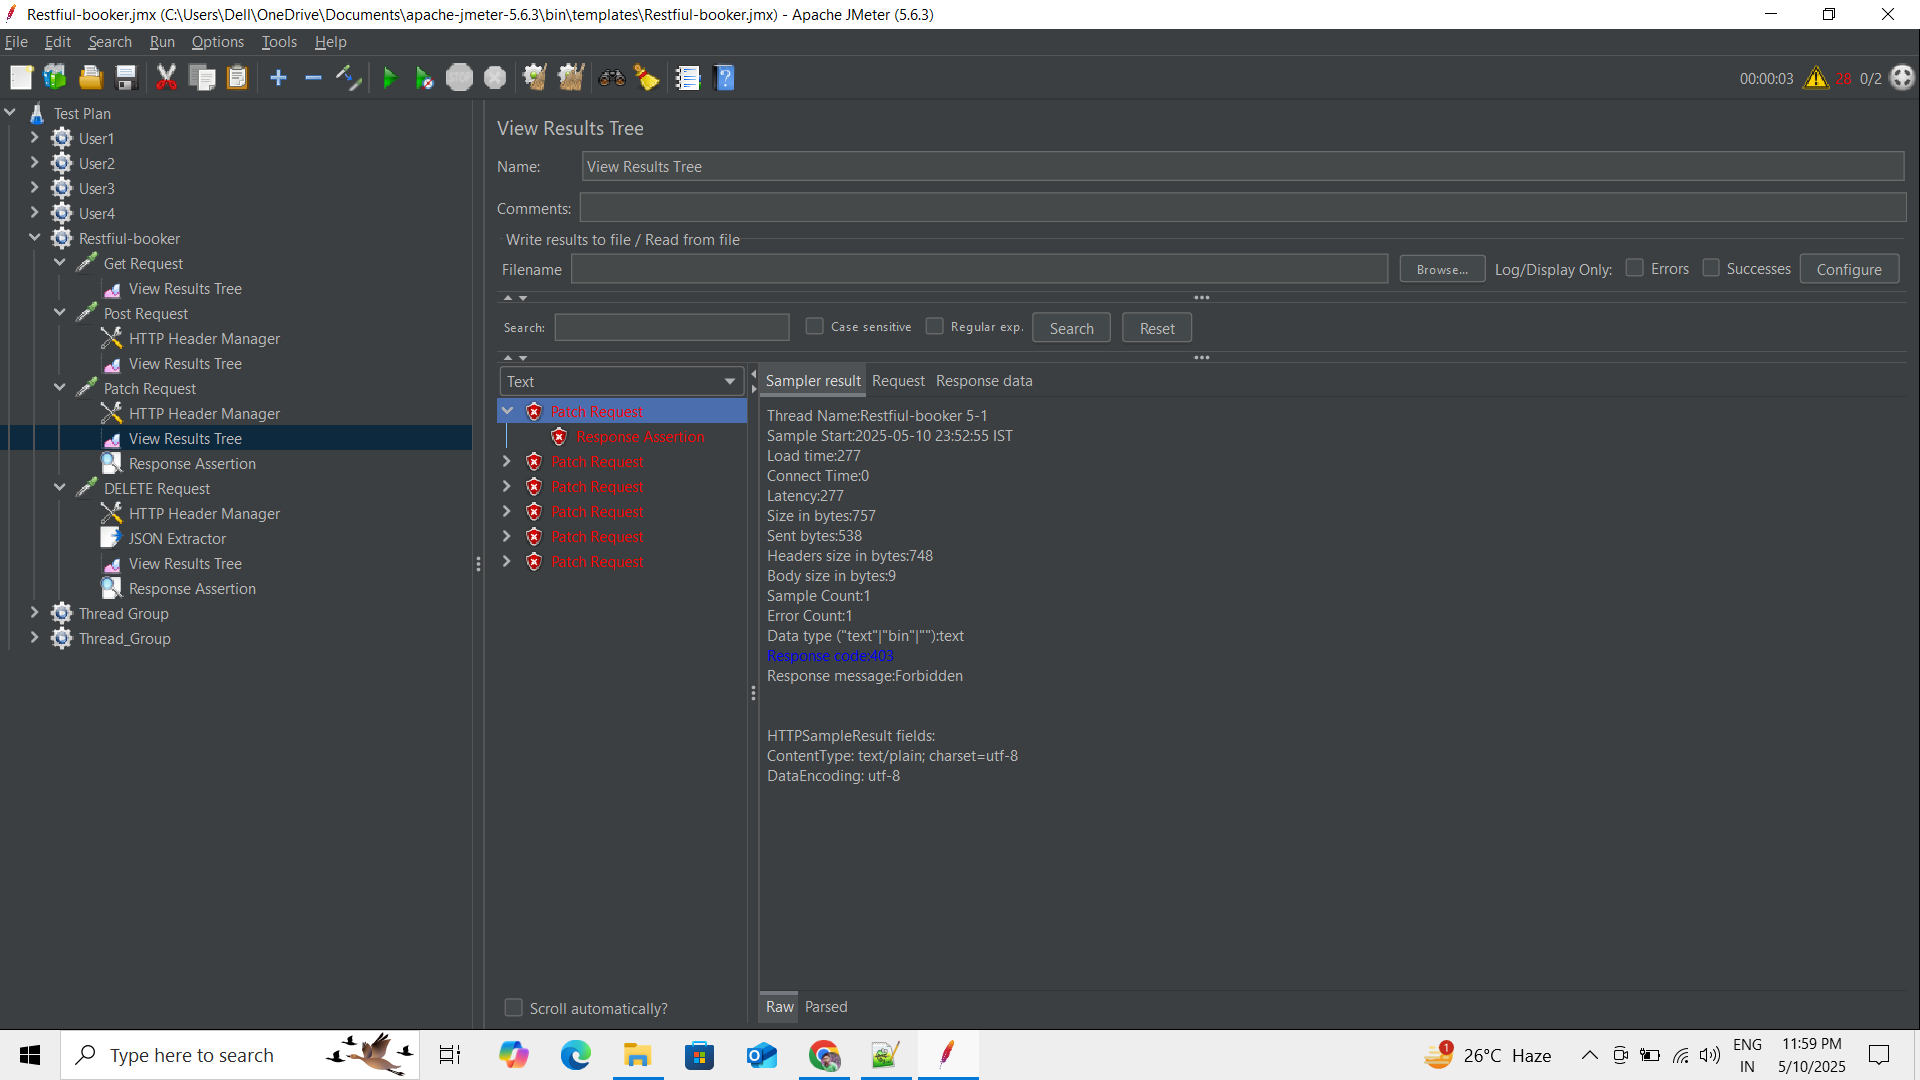 Restfiul-booker.jmx (C:\Users\Dell\OneDrive\Documents\apache-jmeter-5.6.3\bin\templates\Restfiul-booker.jmx) - Apache JMeter (5.6.3)
File Edit Search Run Options Tools Help
STOP
00:00:03 28 0/2
Test Plan
User1
User2
User3
User4
Restfiul-booker
Get Request
View Results Tree
Post Request
HTTP Header Manager
View Results Tree
Patch Request
HTTP Header Manager
View Results Tree
Response Assertion
DELETE Request
HTTP Header Manager
JSON Extractor
View Results Tree
Response Assertion
Thread Group
Thread_Group
View Results Tree
Name: View Results Tree
Comments:
Write results to file / Read from file
Filename Browse... Log/Display Only: Errors Successes Configure
Search: Case sensitive Regular exp. Search Reset
Text
Patch Request
Response Assertion
Patch Request
Patch Request
Patch Request
Patch Request
Patch Request
Scroll automatically?
Sampler result Request Response data
Thread Name:Restfiul-booker 5-1
Sample Start:2025-05-10 23:52:55 IST
Load time:277
Connect Time:0
Latency:277
Size in bytes:757
Sent bytes:538
Headers size in bytes:748
Body size in bytes:9
Sample Count:1
Error Count:1
Data type ("text"|"bin"|""):text
Response code:403
Response message:Forbidden
HTTPSampleResult fields:
ContentType: text/plain; charset=utf-8
DataEncoding: utf-8
Raw Parsed
Type here to search
1
26°C Haze
ENG
IN
11:59 PM
5/10/2025